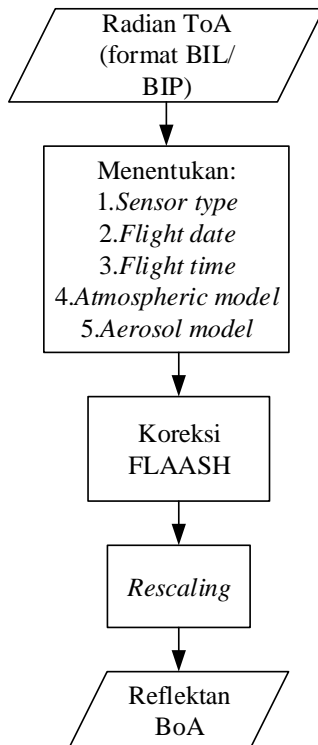 Radian ToA
(format BIL/
BIP)
Menentukan:
1.Sensor type
2.Flight date
3.Flight time
4.Atmospheric model
5.Aerosol model
Koreksi
FLAASH
Rescaling
Reflektan
BoA